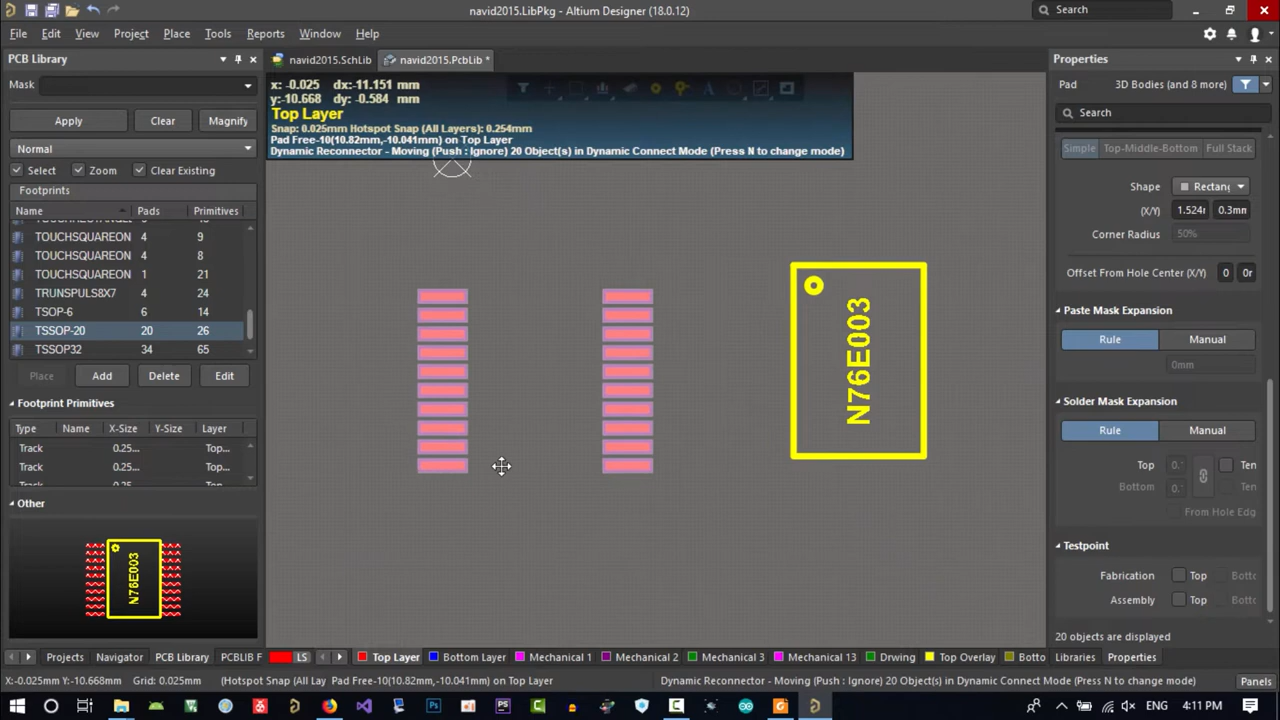 navid2015.LibPkg - Altium Designer (18.0.12)
Search
File Edit View Project Place Tools Reports Window Help
PCB Library
navid2015.SchLib
navid2015.PcbLib *
Properties
Mask
x: -0.025 dx:-11.151 mm
y:-10.668 dy: -0.584 mm
Top Layer
Snap: 0.025mm Hotspot Snap (All Layers): 0.254mm
Pad Free-10(10.82mm,-10.041mm) on Top Layer
Dynamic Reconnector - Moving (Push : Ignore) 20 Object(s) in Dynamic Connect Mode (Press N to change mode)
Pad 3D Bodies (and 8 more)
Search
Apply Clear Magnify
Normal
Select Zoom Clear Existing
Simple Top-Middle-Bottom Full Stack
Footprints
Name Pads Primitives
TOUCHSQUAREON 4 9
TOUCHSQUAREON 4 8
TOUCHSQUAREON 1 21
TRUNSPULS8X7 4 24
TSOP-6 6 14
TSSOP-20 20 26
TSSOP32 34 65
Place Add Delete Edit
Shape Rectang
(X/Y) 1.524r 0.3mm
Corner Radius 50%
Offset From Hole Center (X/Y) 0 0r
Paste Mask Expansion
Rule Manual
0mm
Solder Mask Expansion
Rule Manual
Top 0. Ten
Bottom 0. Ten
From Hole Edg
Footprint Primitives
Type Name X-Size Y-Size Layer
Track 0.25... Top...
Track 0.25... Top...
Other
N76E003
N76E003
Testpoint
Fabrication Top Botto
Assembly Top Botto
20 objects are displayed
Projects Navigator PCB Library PCBLIB F
LS Top Layer Bottom Layer Mechanical 1 Mechanical 2 Mechanical 3 Mechanical 13 Drwing Top Overlay Botto
Libraries Properties
X:-0.025mm Y:-10.668mm Grid: 0.025mm (Hotspot Snap (All Lay Pad Free-10(10.82mm,-10.041mm) on Top Layer
Dynamic Reconnector - Moving (Push : Ignore) 20 Object(s) in Dynamic Connect Mode (Press N to change mode)
Panels
ENG 4:11 PM